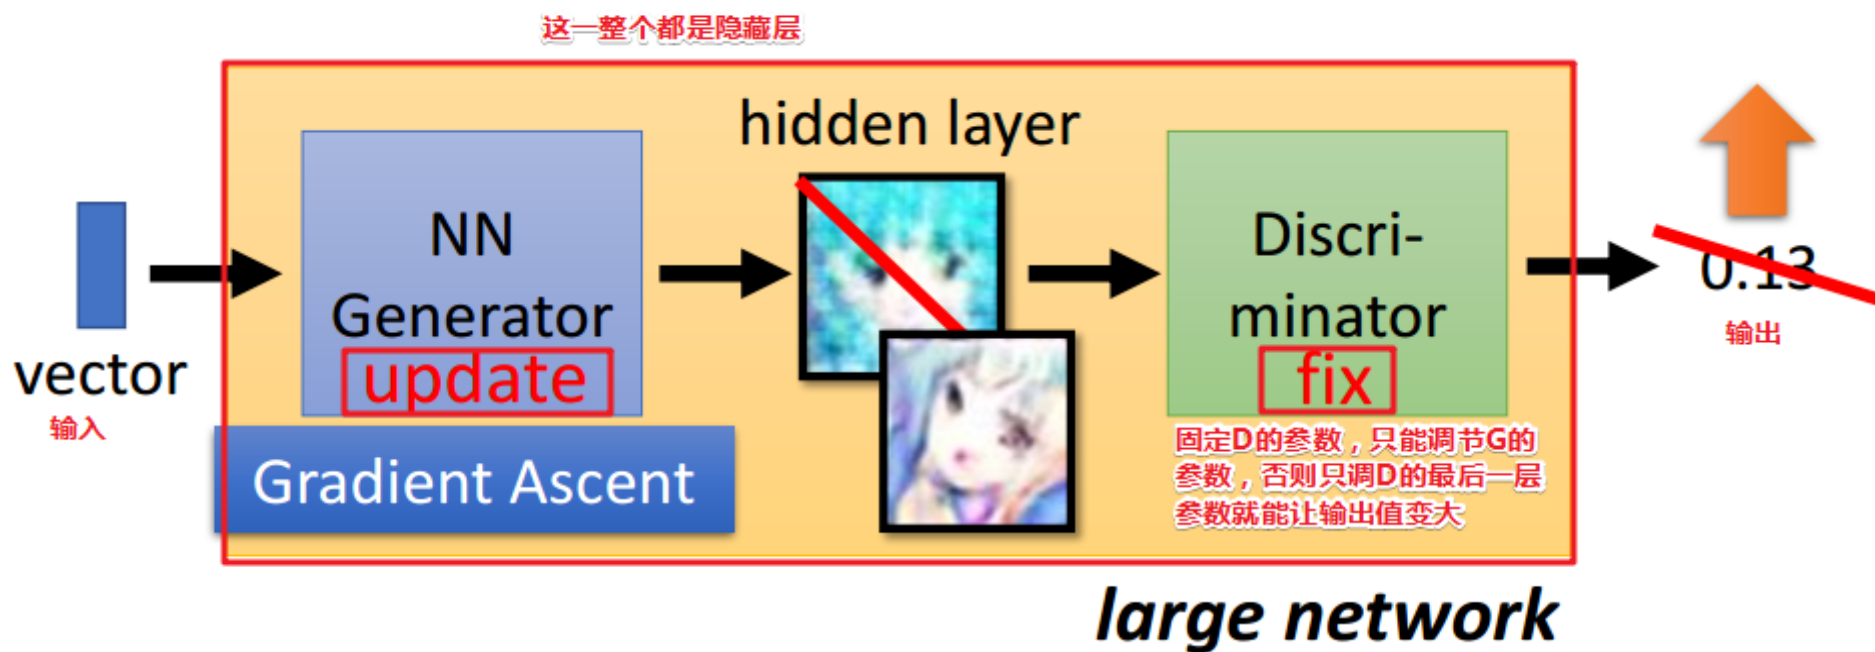 这一整个都是隐藏层
hidden layer
NN
Generator
update
Discri-
minator
fix
vector
输入
0.13
输出
Gradient Ascent
固定D的参数，只能调节G的
参数，否则只调D的最后一层
参数就能让输出值变大
large network